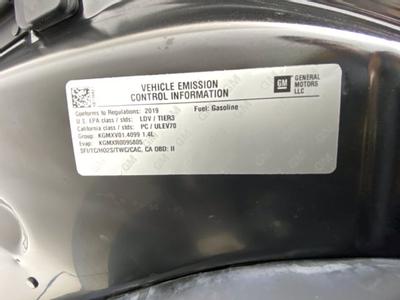 VEHICLE EMISSION
CONTROL INFORMATION
GM
GENERAL
MOTORS
LLC
Conforms to Regulations: 2019 Fuel: Gasoline
U.S. EPA class / stds: LDV / TIER3
California class / stds: PC / ULEV70
Group: KGMXV01.4099 1.4L
Evap: KGMXR0095805
SFI/TC/HO2S/TWC/CAC, CA OBD: II